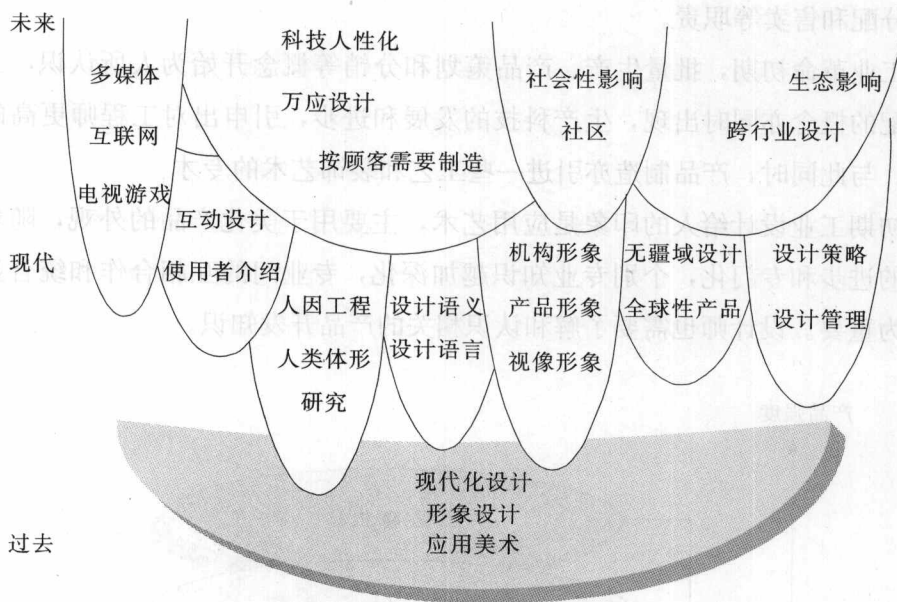 未来
科技人性化
多媒体
社会性影响
生态影响
万应设计
互联网
社区
跨行业设计
按顾客需要制造
电视游戏
互动设计
现代
机构形象
无疆域设计
设计策略
使用者介绍
人因工程
设计语义
产品形象
全球性产品
设计管理
人类体形
设计语言
视像形象
研究
现代化设计
形象设计
过去
应用美术